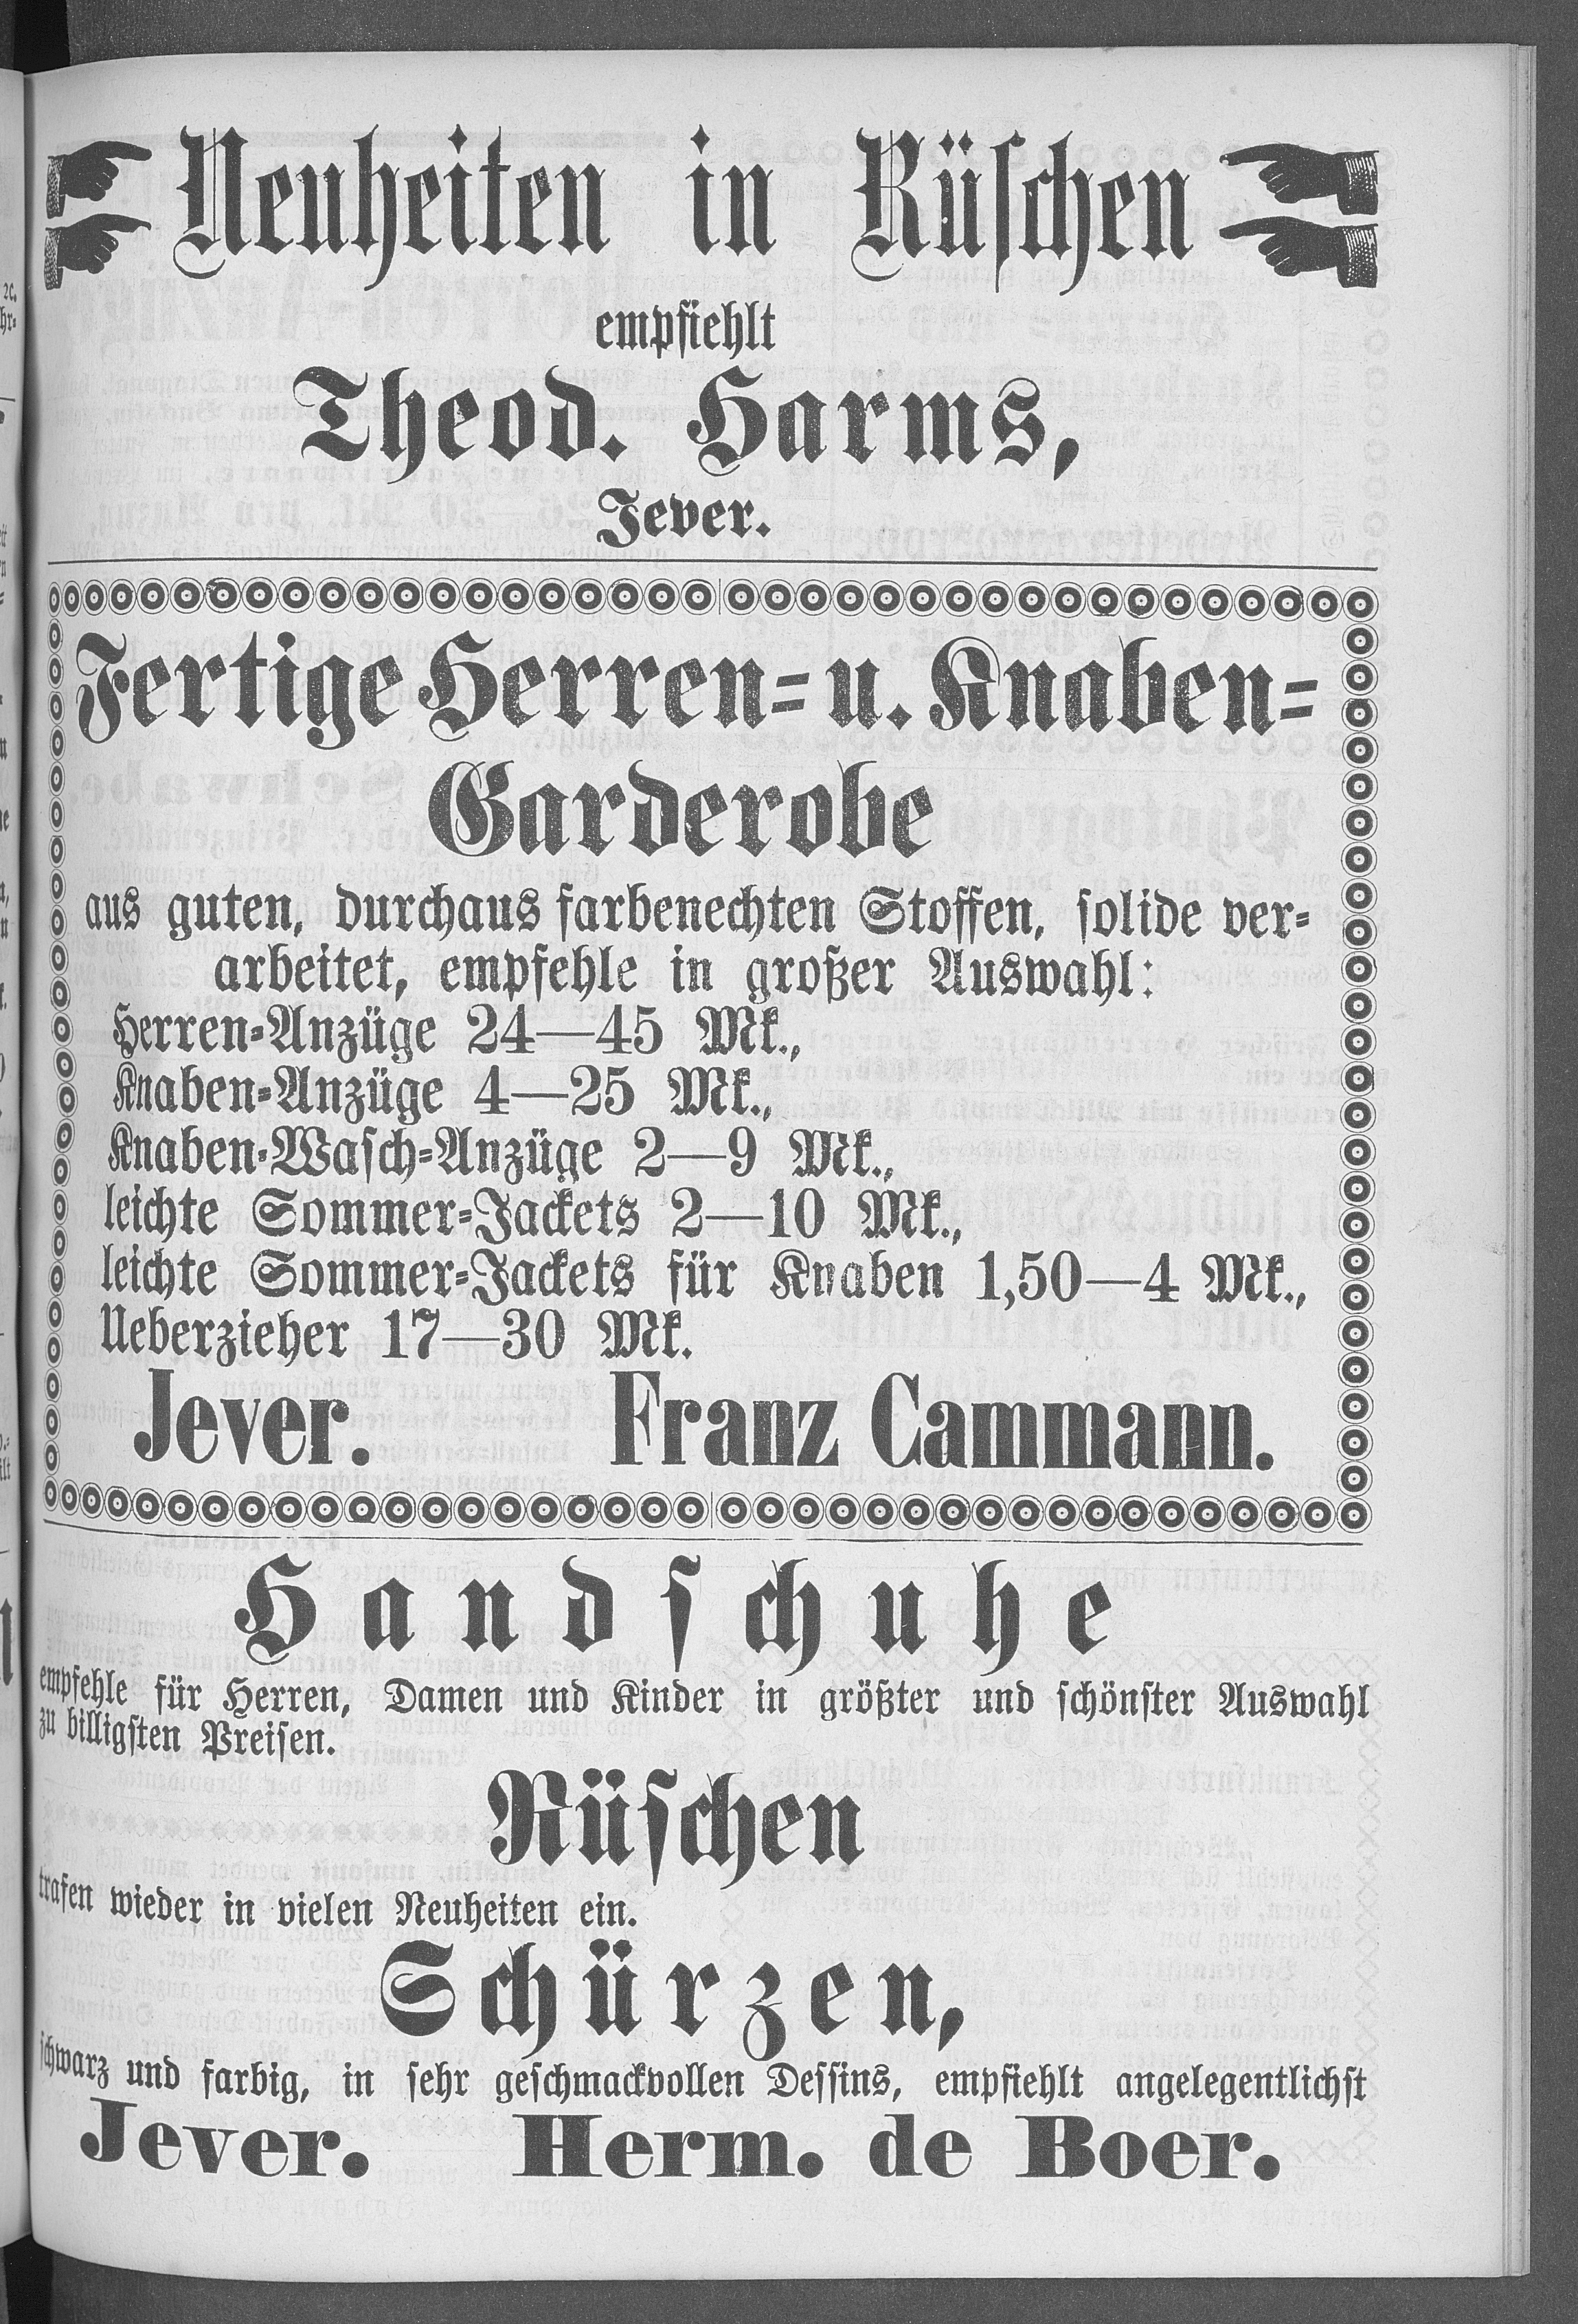 Neuheiten in Rüschen
empfiehlt
Theod. Harms,
Jever.
Fertige Herren- u. Knaben-
Garderobe
aus guten, durchaus farbenechten Stoffen, solide ver-
arbeitet, empfehle in großer Auswahl:
Herren-Anzüge 24—45 Mk.,
Knaben-Anzüge 4—25 Mk.,
Knaben-Wasch-Anzüge 2—9 Mk.,
leichte Sommer-Jackets 2—10 Mk.,
leichte Sommer-Jackets für Knaben 1,50—4 Mk.,
Ueberzieher 17—30 Mk.
Jever. Franz Cammann.
Handschuhe
empfehle für Herren, Damen und Kinder in größter und schönster Auswahl
zu billigsten Preisen.
Rüschen
trafen wieder in vielen Neuheiten ein.
Schürzen,
schwarz und farbig, in sehr geschmackvollen Dessins, empfiehlt angelegentlichst
Jever. Herm. de Boer.